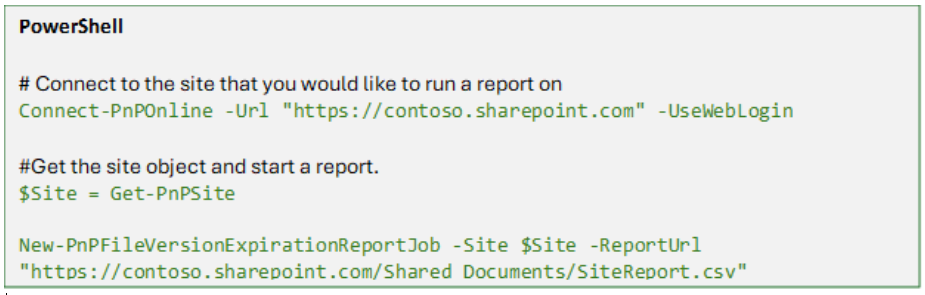 PowerShell
# Connect to the site that you would like to run a report on
Connect-PnPOnline -Url "https://contoso.sharepoint.com" -UseWebLogin
#Get the site object and start a report.
$Site = Get-PnPSite
New-PnPFileVersionExpirationReportJob -Site $Site -ReportUrl
"https://contoso.sharepoint.com/Shared Documents/SiteReport.csv"